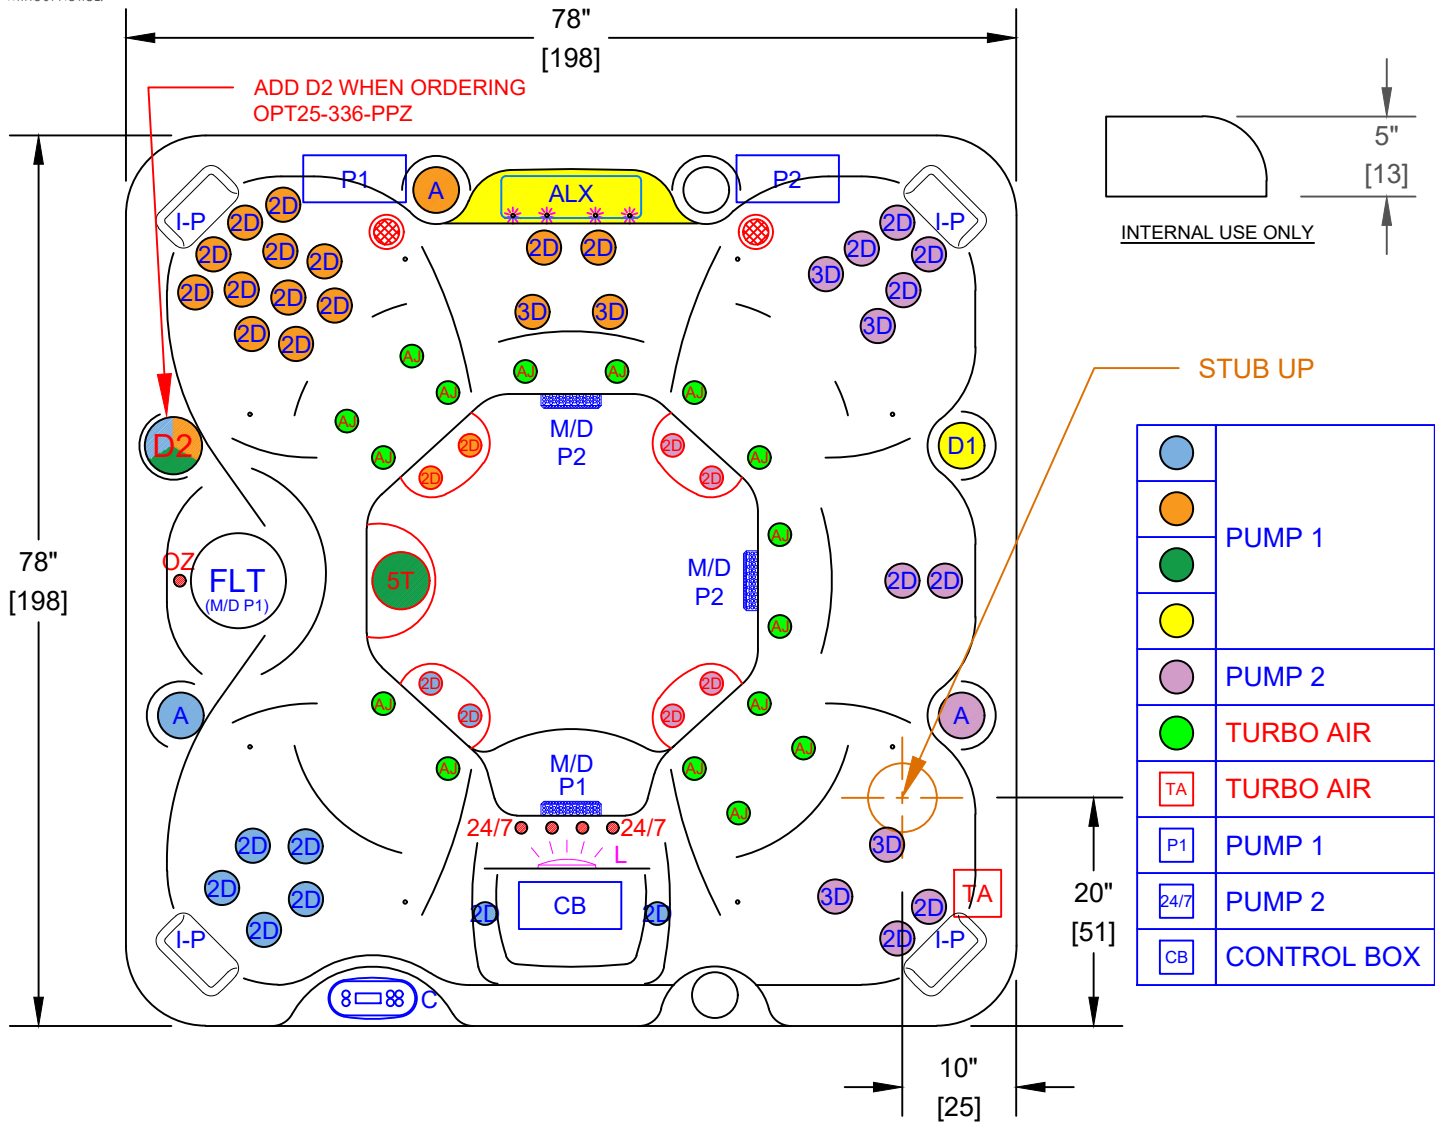 78"
[198]
ADD D2 WHEN ORDERING
OPT25-336-PPZ
5"
[13]
INTERNAL USE ONLY
P1
A
ALX
P2
I-P
I-P
2D
2D
2D
2D
2D
2D
2D
2D
2D
2D
2D
2D
2D
3D
3D
2D
2D
2D
3D
2D
3D
AJ
AJ
AJ
AJ
AJ
AJ
AJ
AJ
STUB UP
M/D
P2
D2
D1
2D
2D
2D
2D
78"
[198]
OZ
FLT
(M/D P1)
5T
M/D
P2
AJ
AJ
2D
2D
PUMP 1
PUMP 2
TURBO AIR
TA
TURBO AIR
P1
PUMP 1
24/7
PUMP 2
CB
CONTROL BOX
2D
2D
2D
2D
A
A
AJ
AJ
AJ
AJ
AJ
AJ
M/D
P1
24/7
24/7
L
2D
2D
2D
2D
2D
2D
2D
CB
3D
3D
2D
2D
TA
I-P
I-P
C
20"
[51]
10"
[25]